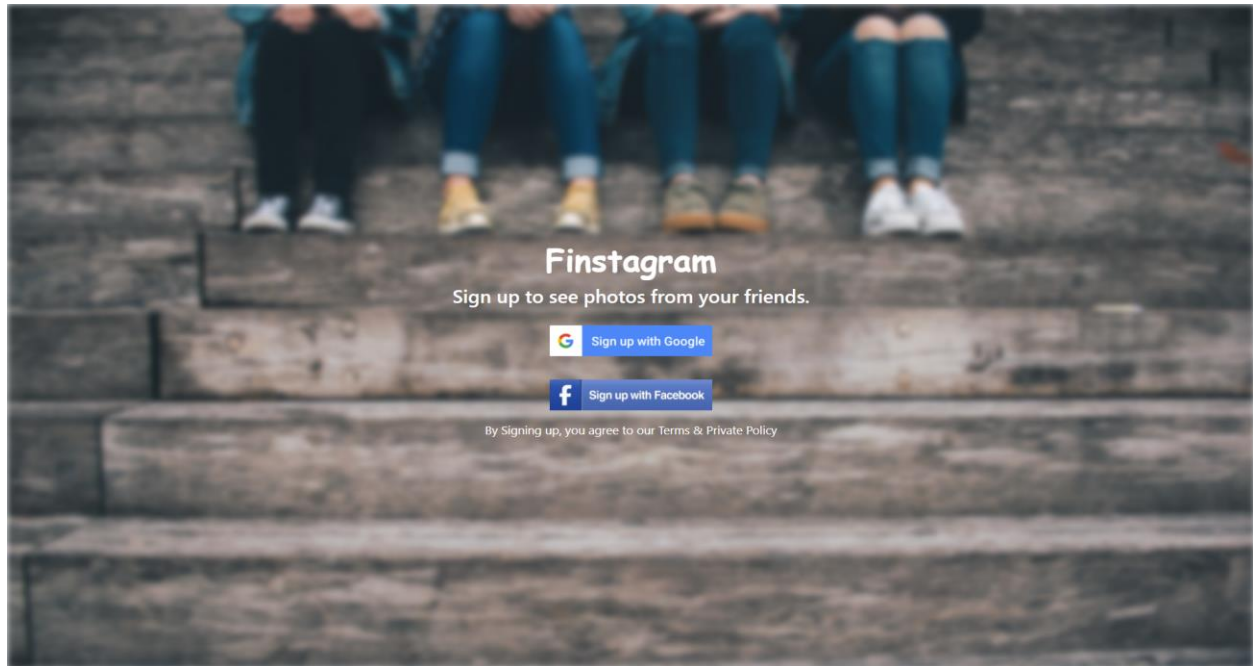 Finstagram
Sign up to see photos from your friends.
Sign up with Google
Sign up with Facebook
By Signing up, you agree to our Terms & Private Policy